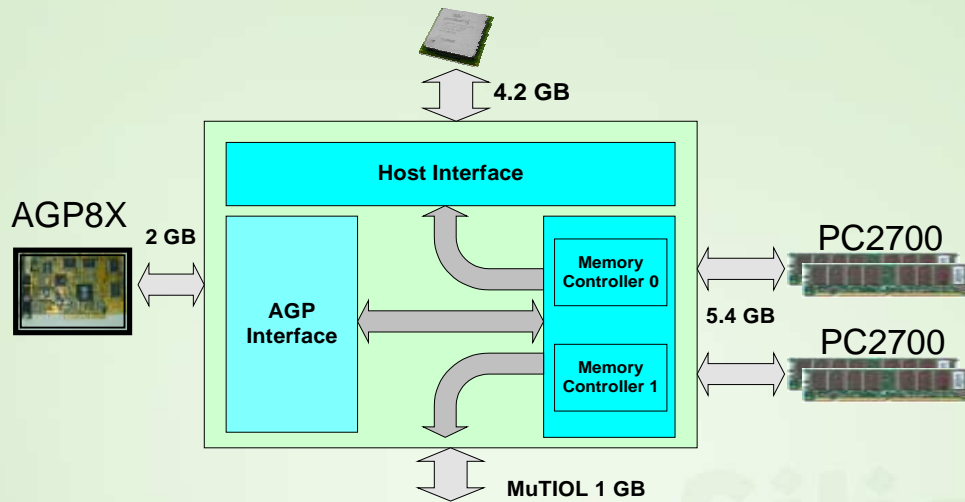 4.2 GB
Host Interface
AGP8X
2 GB
AGP
Interface
Memory
Controller 0
Memory
Controller 1
PC2700
5.4 GB
PC2700
MuTIOL 1 GB